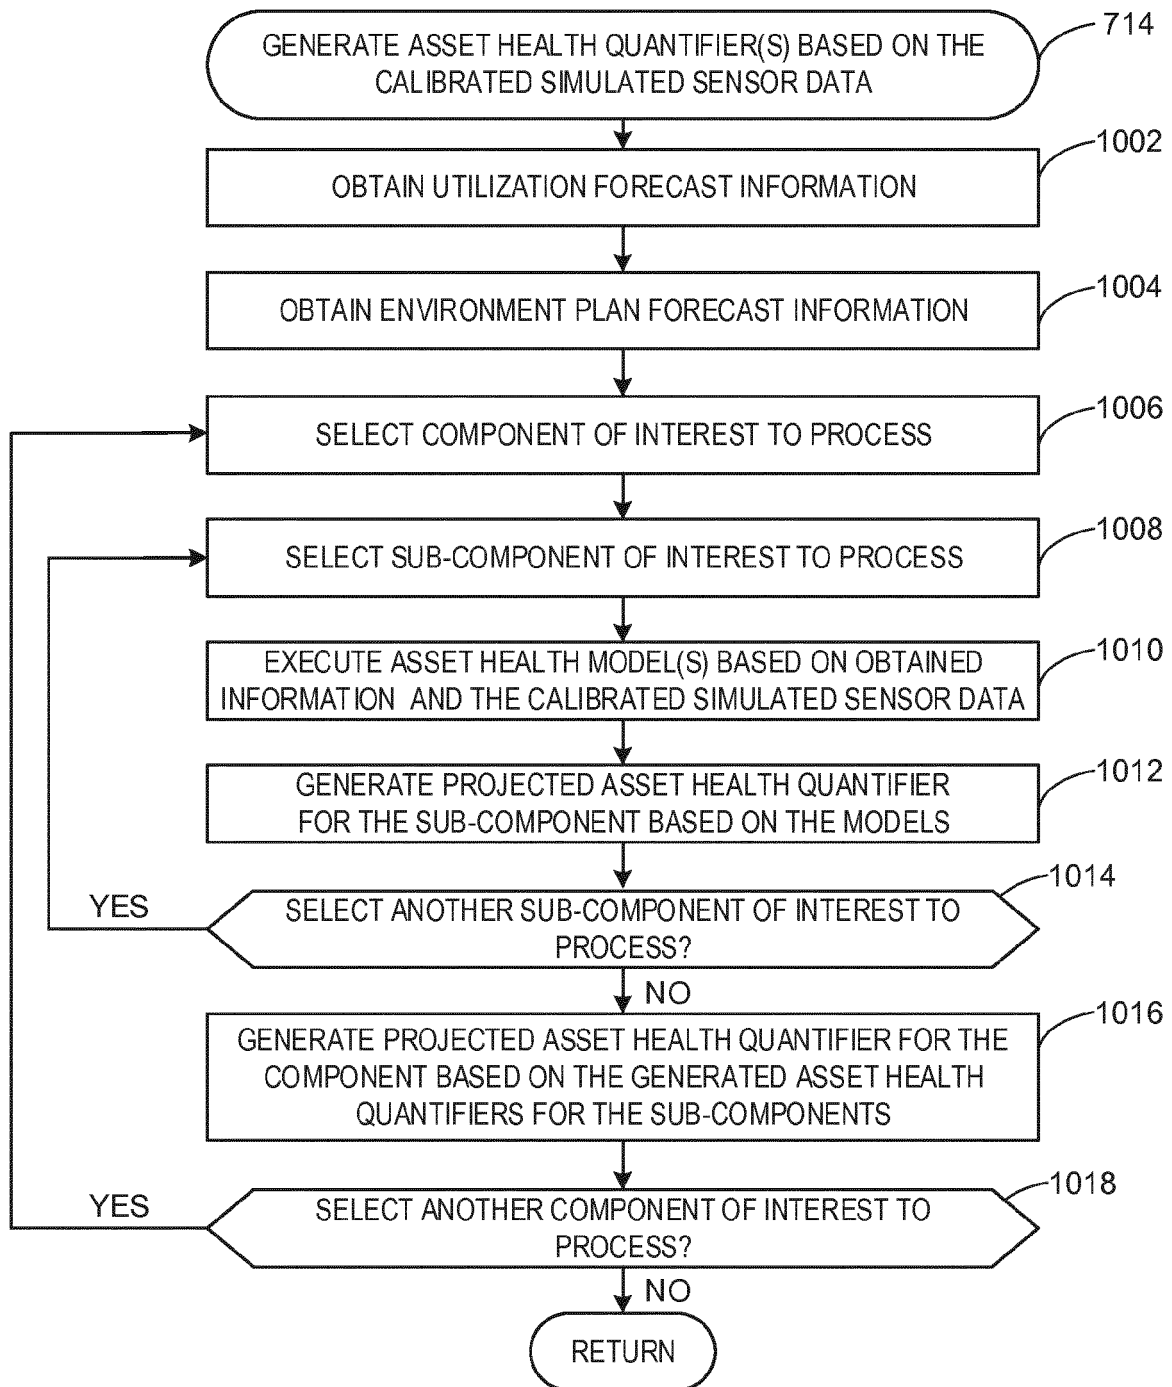 GENERATE ASSET HEALTH QUANTIFIER(S) BASED ON THE
CALIBRATED SIMULATED SENSOR DATA
714
OBTAIN UTILIZATION FORECAST INFORMATION
1002
OBTAIN ENVIRONMENT PLAN FORECAST INFORMATION
1004
SELECT COMPONENT OF INTEREST TO PROCESS
1006
SELECT SUB-COMPONENT OF INTEREST TO PROCESS
1008
EXECUTE ASSET HEALTH MODEL(S) BASED ON OBTAINED
INFORMATION AND THE CALIBRATED SIMULATED SENSOR DATA
1010
GENERATE PROJECTED ASSET HEALTH QUANTIFIER
FOR THE SUB-COMPONENT BASED ON THE MODELS
1012
YES
SELECT ANOTHER SUB-COMPONENT OF INTEREST TO
PROCESS?
1014
NO
GENERATE PROJECTED ASSET HEALTH QUANTIFIER FOR THE
COMPONENT BASED ON THE GENERATED ASSET HEALTH
QUANTIFIERS FOR THE SUB-COMPONENTS
1016
YES
SELECT ANOTHER COMPONENT OF INTEREST TO
PROCESS?
1018
NO
RETURN